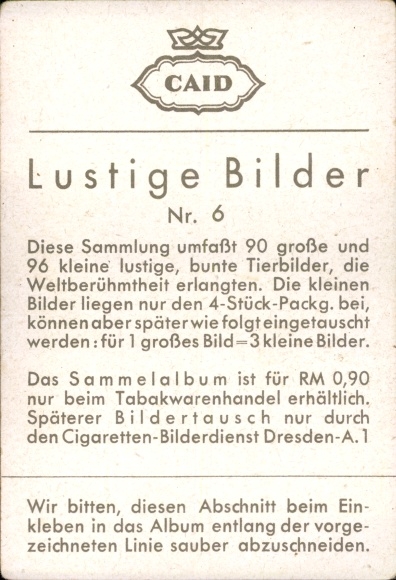 CAID
Lustige Bilder
Nr. 6
Diese Sammlung umfaßt 90 große und
96 kleine lustige, bunte Tierbilder, die
Weltberühmtheit erlangten. Die kleinen
Bilder liegen nur den 4-Stück-Packg. bei,
können aber später wie folgt eingetauscht
werden: für 1 großes Bild=3 kleine Bilder.
Das Sammelalbum ist für RM 0,90
nur beim Tabakwarenhandel erhältlich.
Späterer Bildertausch nur durch
den Cigaretten-Bilderdienst Dresden-A.1
Wir bitten, diesen Abschnitt beim Ein-
kleben in das Album entlang der vorge-
zeichneten Linie sauber abzuschneiden.